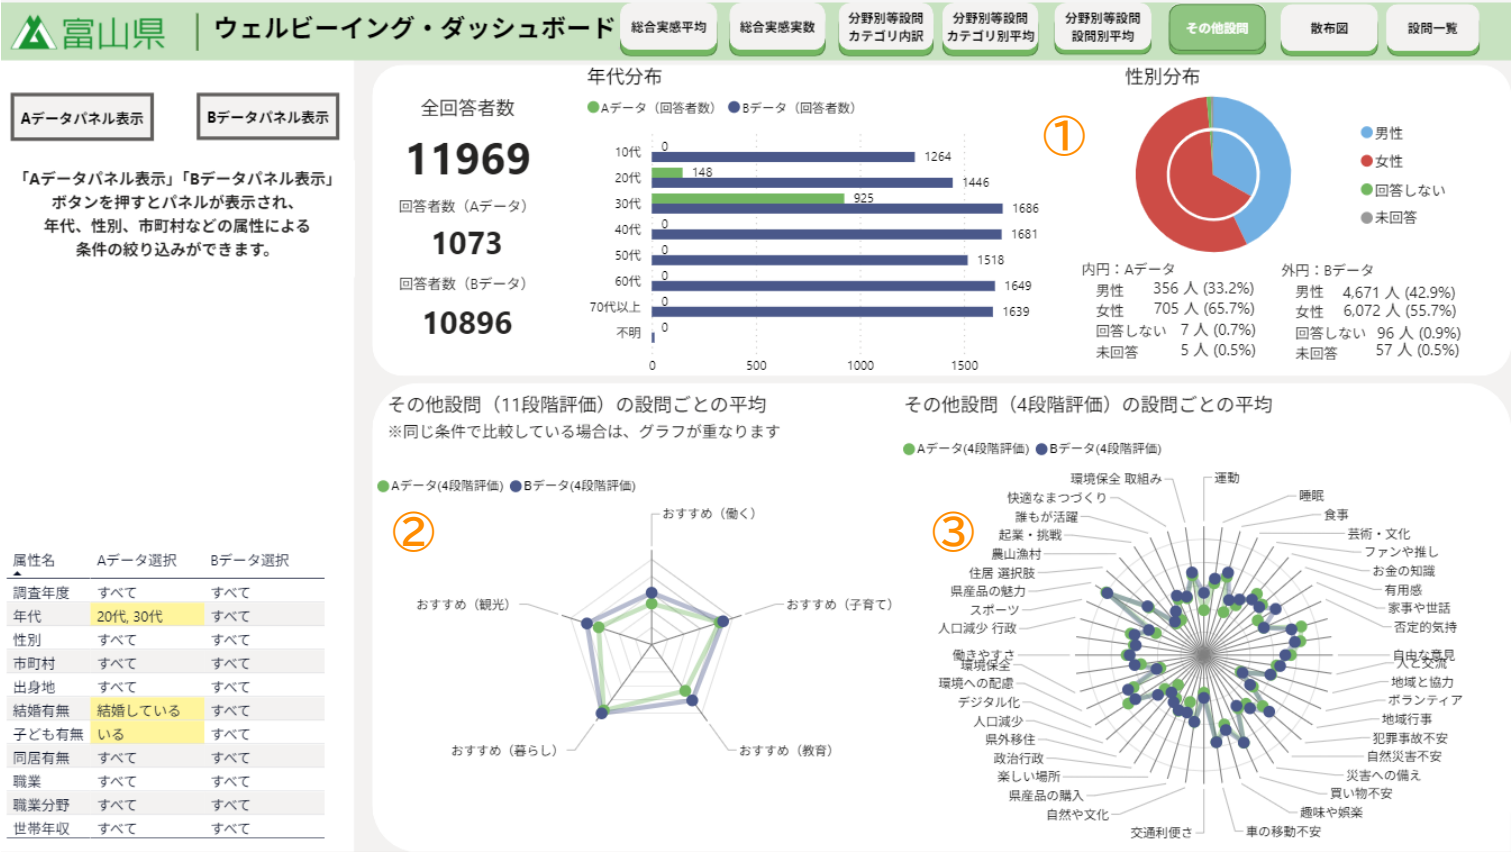 富山県
ウェルビーイング・ダッシュボード
総合実感平均
総合実感実数
分野別等設問
カテゴリ内訳
分野別等設問
カテゴリ別平均
分野別等設問
設問別平均
その他設問
散布図
設問一覧
Aデータパネル表示
Bデータパネル表示
「Aデータパネル表示」「Bデータパネル表示」
ボタンを押すとパネルが表示され、
年代、性別、市町村などの属性による
条件の絞り込みができます。
属性名 Aデータ選択 Bデータ選択
調査年度 すべて すべて
年代 20代, 30代 すべて
性別 すべて すべて
市町村 すべて すべて
出身地 すべて すべて
結婚有無 結婚している すべて
子ども有無 いる すべて
同居有無 すべて すべて
職業 すべて すべて
職業分野 すべて すべて
世帯年収 すべて すべて
全回答者数
11969
回答者数（Aデータ）
1073
回答者数（Bデータ）
10896
年代分布
Aデータ（回答者数） Bデータ（回答者数）
10代 0 1264
20代 148 1446
30代 925 1686
40代 0 1681
50代 0 1518
60代 0 1649
70代以上 0 1639
不明 0
0 500 1000 1500
①
性別分布
男性
女性
回答しない
未回答
内円：Aデータ
男性 356 人 (33.2%)
女性 705 人 (65.7%)
回答しない 7 人 (0.7%)
未回答 5 人 (0.5%)
外円：Bデータ
男性 4,671 人 (42.9%)
女性 6,072 人 (55.7%)
回答しない 96 人 (0.9%)
未回答 57 人 (0.5%)
その他設問（11段階評価）の設問ごとの平均
※同じ条件で比較している場合は、グラフが重なります
Aデータ(4段階評価) Bデータ(4段階評価)
②
おすすめ（働く）
おすすめ（子育て）
おすすめ（教育）
おすすめ（暮らし）
おすすめ（観光）
その他設問（4段階評価）の設問ごとの平均
Aデータ(4段階評価) Bデータ(4段階評価)
③
運動
睡眠
食事
芸術・文化
ファンや推し
お金の知識
有用感
家事や世話
否定的気持
自由な意見
人と交流
地域と協力
ボランティア
地域行事
犯罪事故不安
自然災害不安
災害への備え
買い物不安
趣味や娯楽
車の移動不安
交通利便さ
自然や文化
県産品の購入
楽しい場所
政治行政
県外移住
人口減少
デジタル化
環境への配慮
環境保全
働きやすさ
人口減少 行政
スポーツ
県産品の魅力
住居 選択肢
農山漁村
起業・挑戦
誰もが活躍
快適なまつづくり
環境保全 取組み